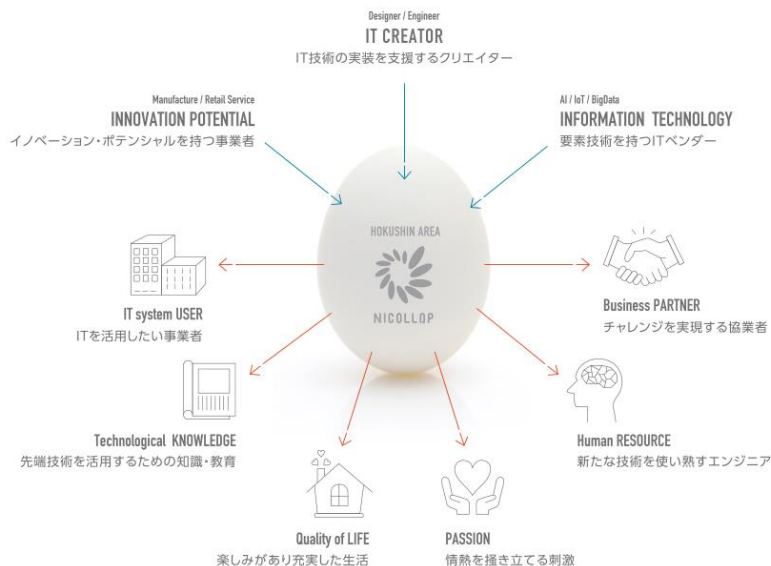 Designer / Engineer
IT CREATOR
IT技術の実装を支援するクリエイター
Manufacture / Retail Service
INNOVATION POTENTIAL
イノベーション・ポテンシャルを持つ事業者
AI / IoT / BigData
INFORMATION TECHNOLOGY
要素技術を持つITベンダー
HOKUSHIN AREA
NICOLLAP
IT system USER
ITを活用したい事業者
Business PARTNER
チャレンジを実現する協業者
Technological KNOWLEDGE
先端技術を活用するための知識・教育
Human RESOURCE
新たな技術を使い熟すエンジニア
Quality of LIFE
楽しみがあり充実した生活
PASSION
情熱を掻き立てる刺激